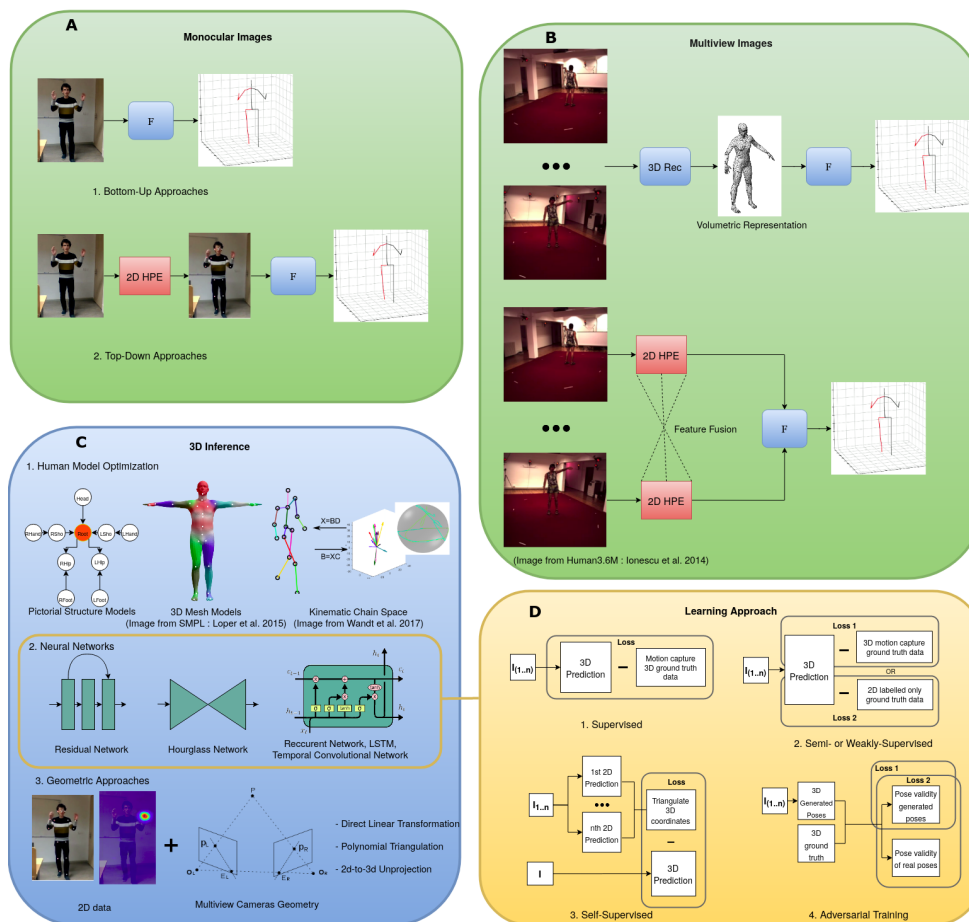 A
Monocular Images
F
1. Bottom-Up Approaches
2D HPE
F
2. Top-Down Approaches
B
Multiview Images
3D Rec
F
Volumetric Representation
2D HPE
Feature Fusion
F
2D HPE
(Image from Human3.6M : Ionescu et al. 2014)
C
3D Inference
1. Human Model Optimization
Head
RHand
RSho
Root
LSho
LHand
RHip
LHip
RFoot
LFoot
X=BD
B=XC
Pictorial Structure Models
3D Mesh Models
(Image from SMPL : Loper et al. 2015)
Kinematic Chain Space
(Image from Wandt et al. 2017)
2. Neural Networks
Residual Network
Hourglass Network
Reccurent Network, LSTM,
Temporal Convolutional Network
3. Geometric Approaches
P
- Direct Linear Transformation
- Polynomial Triangulation
- 2d-to-3d Unprojection
2D data
Multiview Cameras Geometry
D
Learning Approach
Loss
I(1..n)
3D
Prediction
Motion capture
3D ground truth
data
1. Supervised
Loss 1
I(1..n)
3D
Prediction
3D motion capture
ground truth data
OR
2D labelled only
ground truth data
Loss 2
2. Semi- or Weakly-Supervised
I1..n
1st 2D
Prediction
nth 2D
Prediction
Loss
Triangulate
3D
coordinates
I
3D
Prediction
3. Self-Supervised
Loss 1
Loss 2
I(1..n)
3D
Generated
Poses
3D
ground
truth
Pose validity
generated
poses
Pose validity
of real poses
4. Adversarial Training